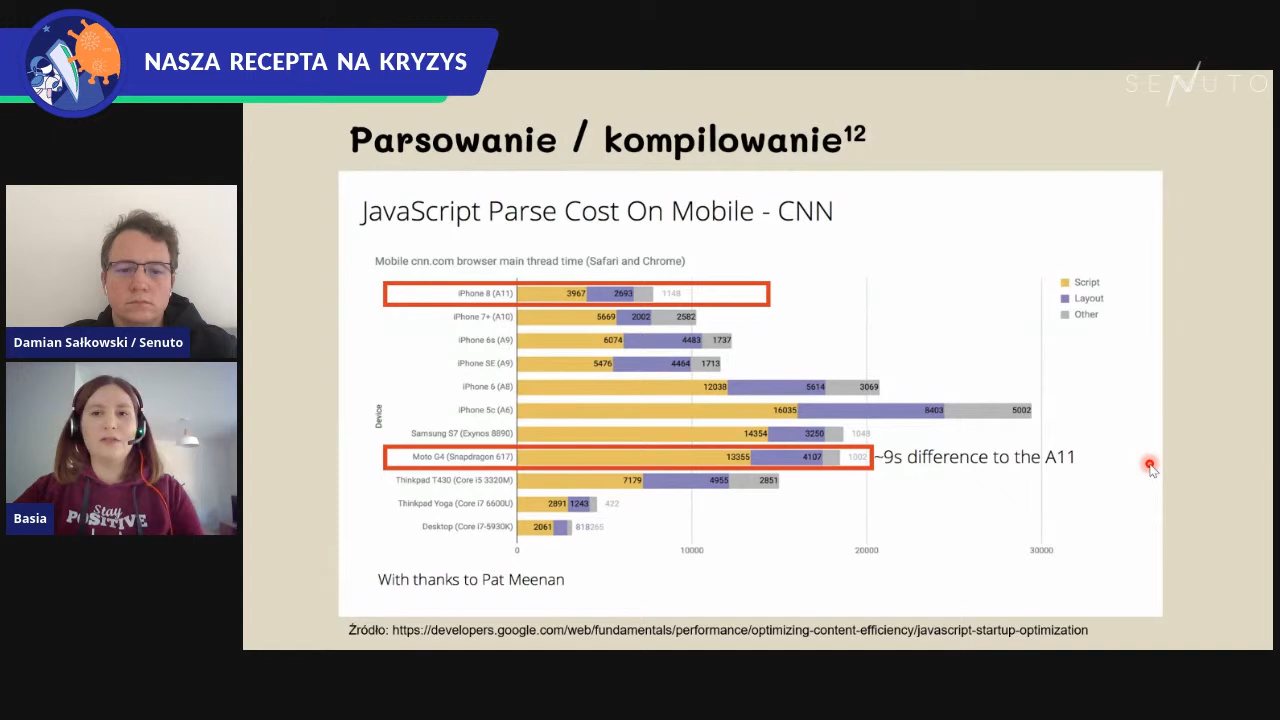 NASZA RECEPTA NA KRYZYS
SENUTO
Parsowanie / kompilowanie12
JavaScript Parse Cost On Mobile - CNN
Mobile cnn.com browser main thread time (Safari and Chrome)
Script
Layout
Other
Device
iPhone 8 (A11) 3967 2693 1148
iPhone 7+ (A10) 5669 2002 2582
iPhone 6s (A9) 6074 4483 1737
iPhone SE (A9) 5476 4464 1713
iPhone 6 (A8) 12038 5614 3069
iPhone 5c (A6) 16035 8403 5002
Samsung S7 (Exynos 8890) 14354 3250 1048
Moto G4 (Snapdragon 617) 13355 4107 1002 ~9s difference to the A11
Thinkpad T430 (Core i5 3320M) 7179 4955 2851
Thinkpad Yoga (Core i7 6600U) 2891 1243 422
Desktop (Core i7-5930K) 2061 818 265
0 10000 20000 30000
With thanks to Pat Meenan
Źródło: https://developers.google.com/web/fundamentals/performance/optimizing-content-efficiency/javascript-startup-optimization
Damian Sałkowski / Senuto
Stay
POSITIVE
Basia